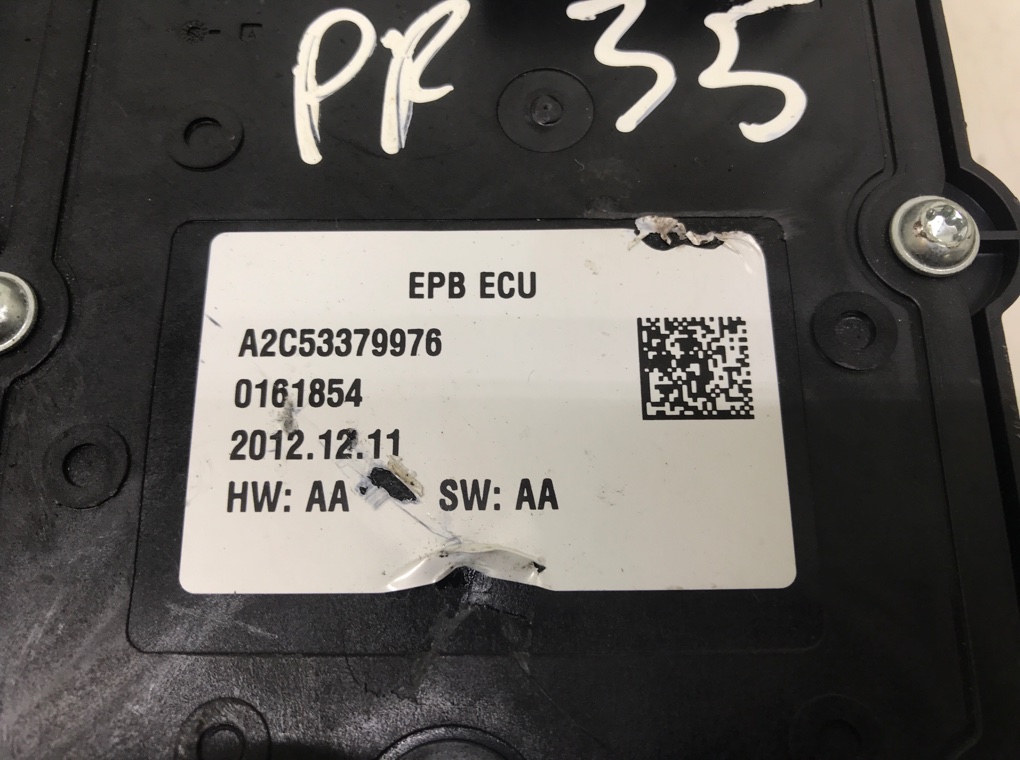 PR 35
EPB ECU
A2C53379976
0161854
2012.12.11
HW: AA SW: AA